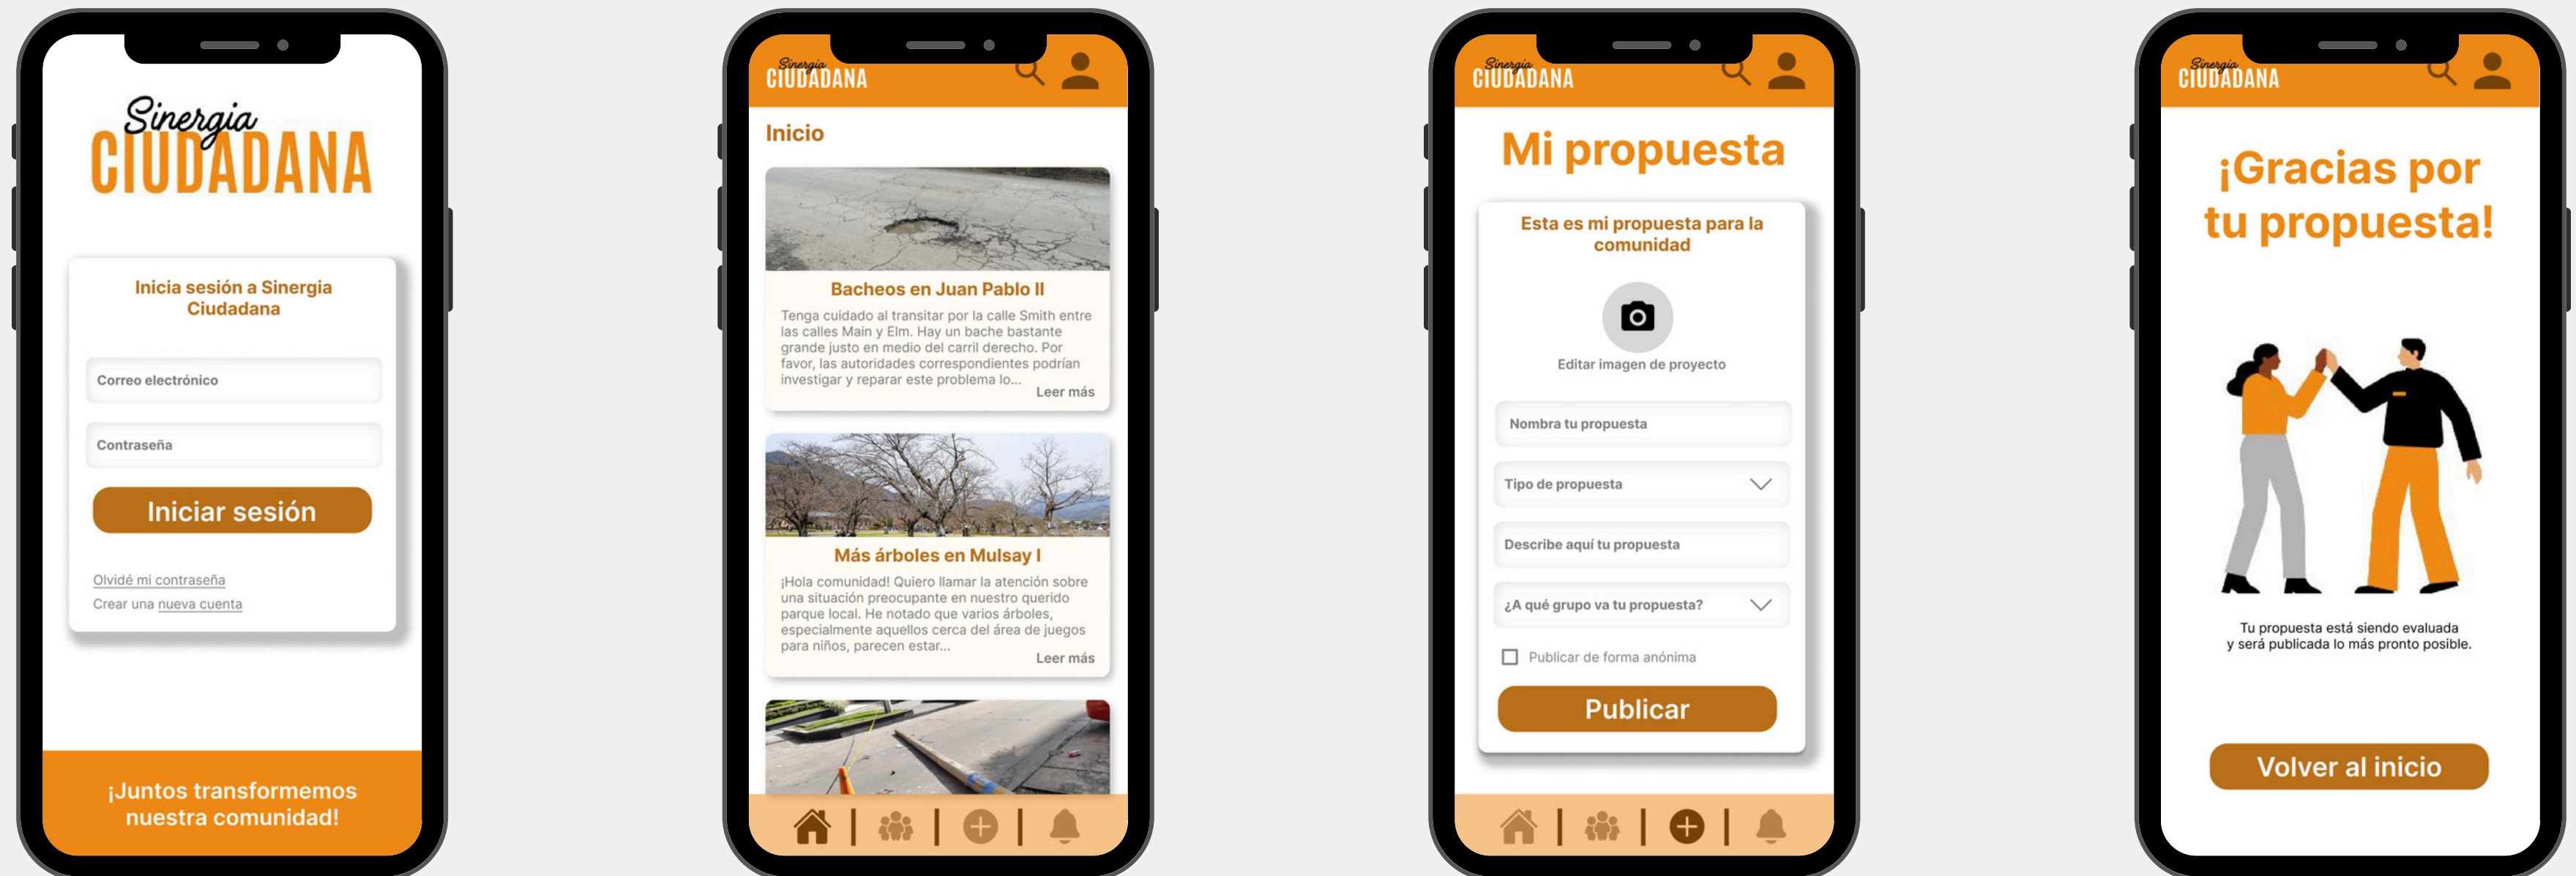 Sinergia
CIUDADANA
Inicia sesión a Sinergia
Ciudadana
Correo electrónico
Contraseña
Iniciar sesión
Olvidé mi contraseña
Crear una nueva cuenta
¡Juntos transformemos
nuestra comunidad!
Sinergia
CIUDADANA
Inicio
Bacheos en Juan Pablo II
Tenga cuidado al transitar por la calle Smith entre
las calles Main y Elm. Hay un bache bastante
grande justo en medio del carril derecho. Por
favor, las autoridades correspondientes podrían
investigar y reparar este problema lo...
Leer más
Más árboles en Mulsay I
¡Hola comunidad! Quiero llamar la atención sobre
una situación preocupante en nuestro querido
parque local. He notado que varios árboles,
especialmente aquellos cerca del área de juegos
para niños, parecen estar...
Leer más
Sinergia
CIUDADANA
Mi propuesta
Esta es mi propuesta para la
comunidad
Editar imagen de proyecto
Nombra tu propuesta
Tipo de propuesta
Describe aquí tu propuesta
¿A qué grupo va tu propuesta?
Publicar de forma anónima
Publicar
Sinergia
CIUDADANA
¡Gracias por
tu propuesta!
Tu propuesta está siendo evaluada
y será publicada lo más pronto posible.
Volver al inicio